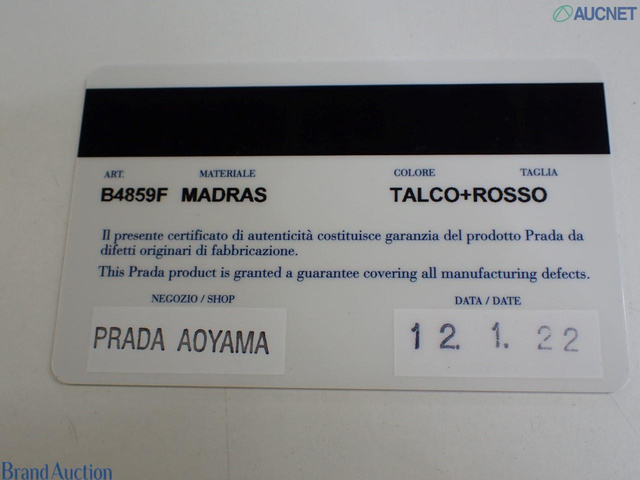 AUCNET
ART. MATERIALE COLORE TAGLIA
B4859F MADRAS TALCO+ROSSO
Il presente certificato di autenticità costituisce garanzia del prodotto Prada da
difetti originari di fabbricazione.
This Prada product is granted a guarantee covering all manufacturing defects.
NEGOZIO / SHOP DATA / DATE
PRADA AOYAMA 12. 1. 22
Brand Auction